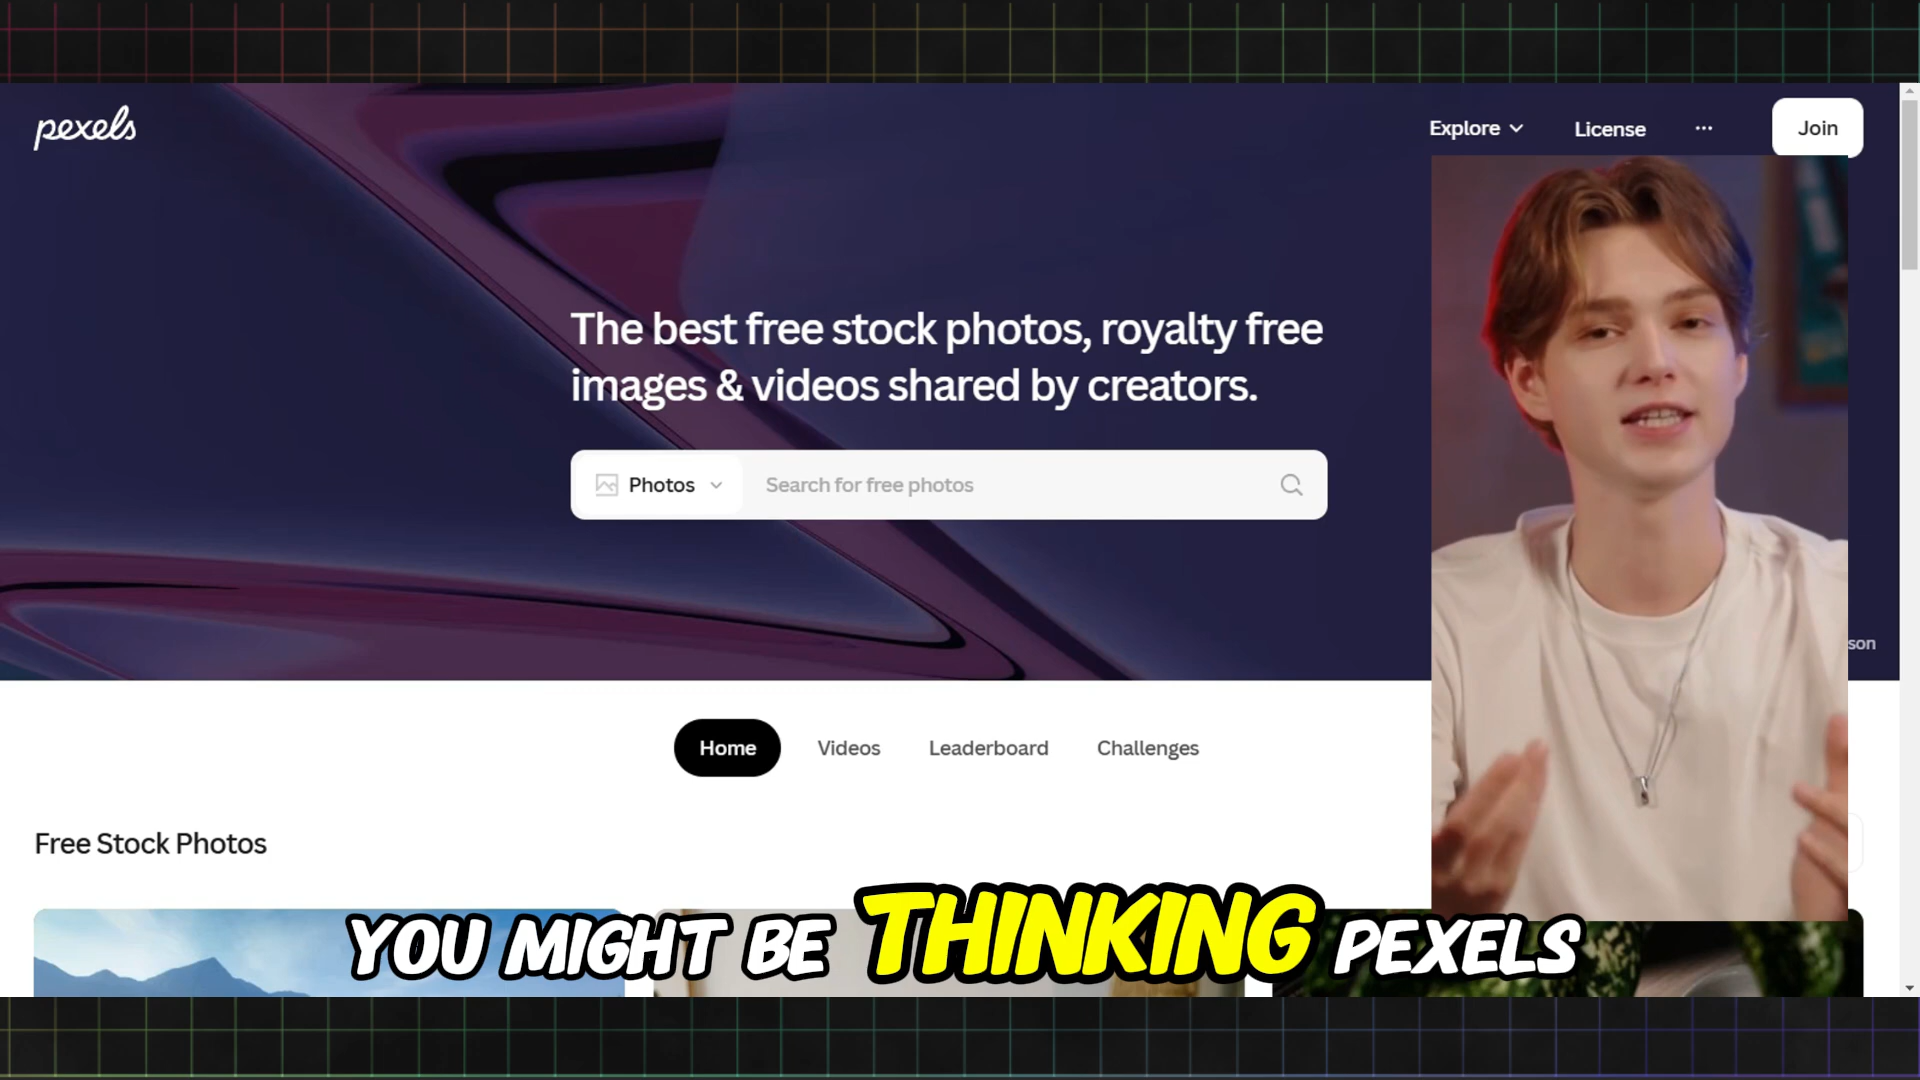 pexels
Explore
License
...
Join
The best free stock photos, royalty free
images & videos shared by creators.
Photos
Search for free photos
son
Home
Videos
Leaderboard
Challenges
Free Stock Photos
YOU MIGHT BE THINKING PEXELS